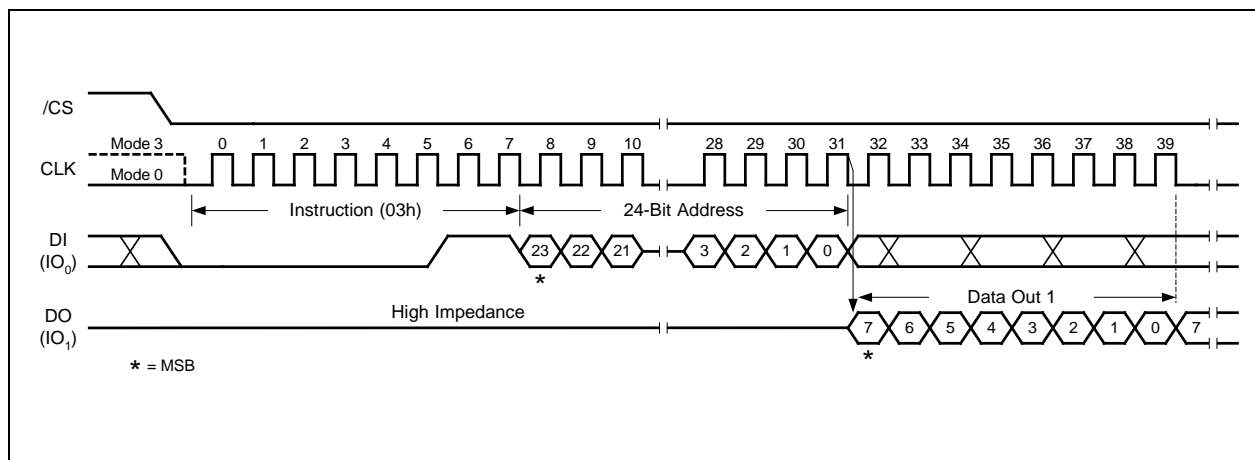 /CS
Mode 3 0 1 2 3 4 5 6 7 8 9 10 28 29 30 31 32 33 34 35 36 37 38 39
CLK
Mode 0
Instruction (03h) 24-Bit Address
DI
(IO0)
23 22 21 3 2 1 0
*
High Impedance Data Out 1
DO
(IO1)
7 6 5 4 3 2 1 0 7
*
* = MSB